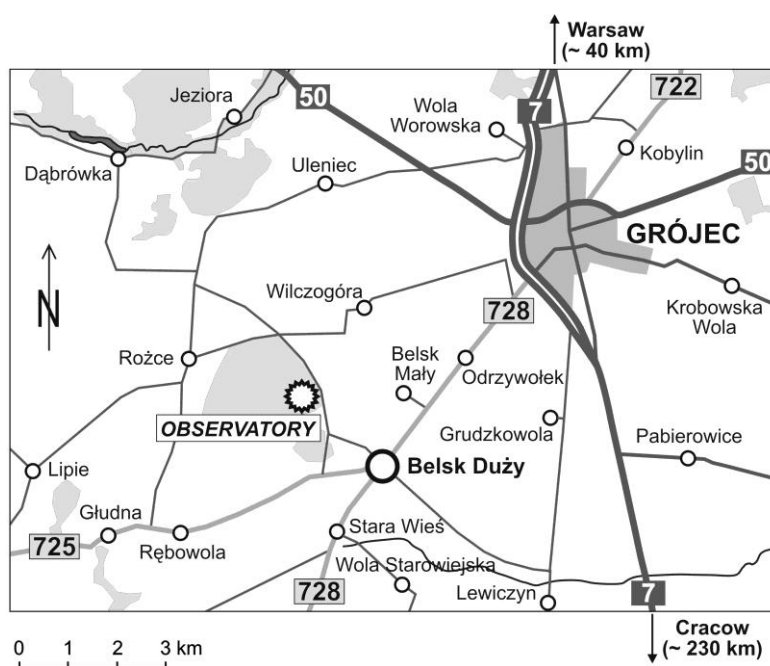 Warsaw
(~ 40 km)
Jeziora
50
Wola
Worowska
7
722
Dąbrówka
Uleniec
Kobylin
50
GRÓJEC
N
Wilczogóra
728
Krobowska
Wola
Rożce
Belsk
Mały
Odrzywołek
OBSERVATORY
Grudzkowola
Pabierowice
Lipie
Belsk Duży
Głudna
725
Rębowola
Stara Wieś
Wola Starowiejska
728
Lewiczyn
7
0 1 2 3 km
Cracow
(~ 230 km)